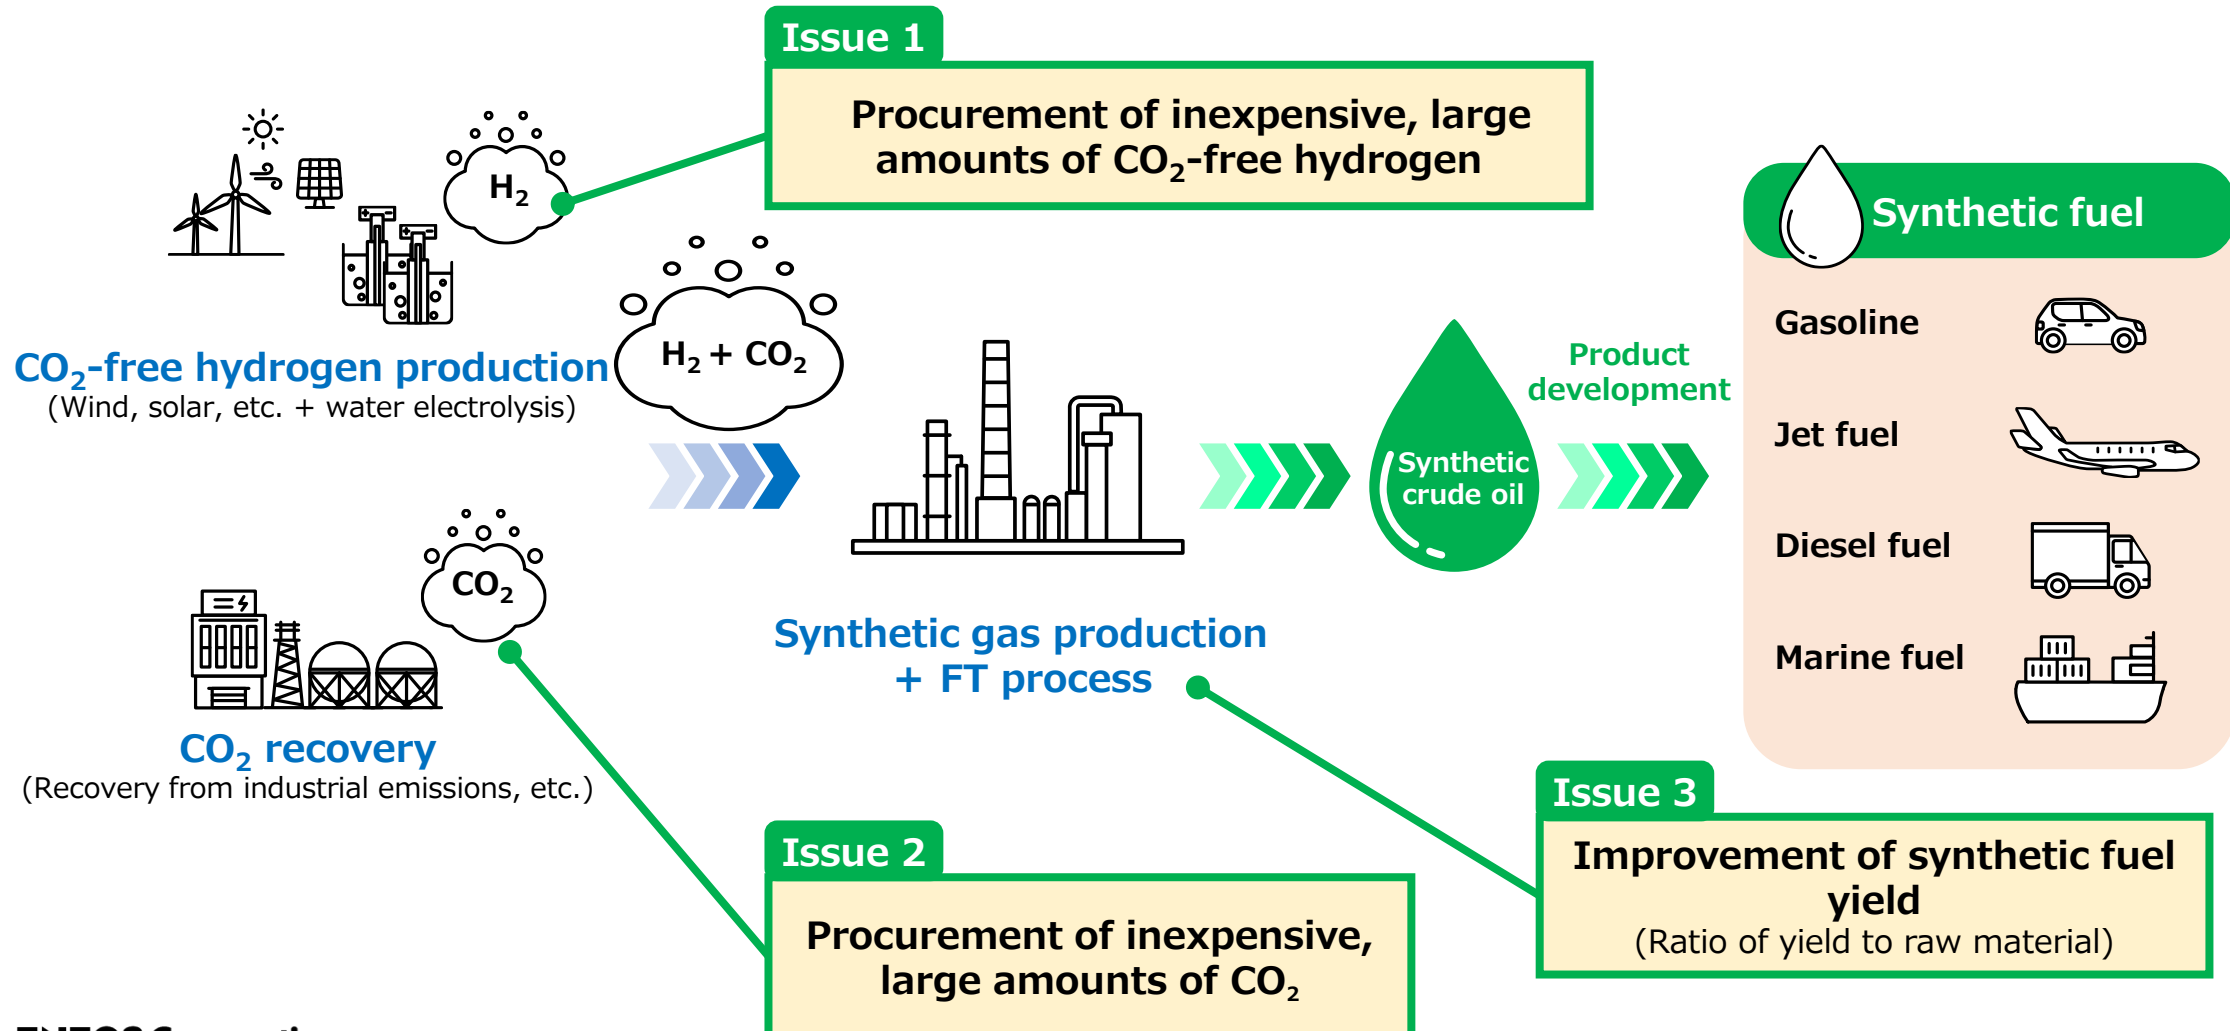 Issue 1
Procurement of inexpensive, large
amounts of CO₂-free hydrogen
H₂
CO₂-free hydrogen production
(Wind, solar, etc. + water electrolysis)
H₂ + CO₂
CO₂
CO₂ recovery
(Recovery from industrial emissions, etc.)
Synthetic gas production
+ FT process
Synthetic
crude oil
Product
development
Synthetic fuel
Gasoline
Jet fuel
Diesel fuel
Marine fuel
Issue 2
Procurement of inexpensive,
large amounts of CO₂
Issue 3
Improvement of synthetic fuel
yield
(Ratio of yield to raw material)